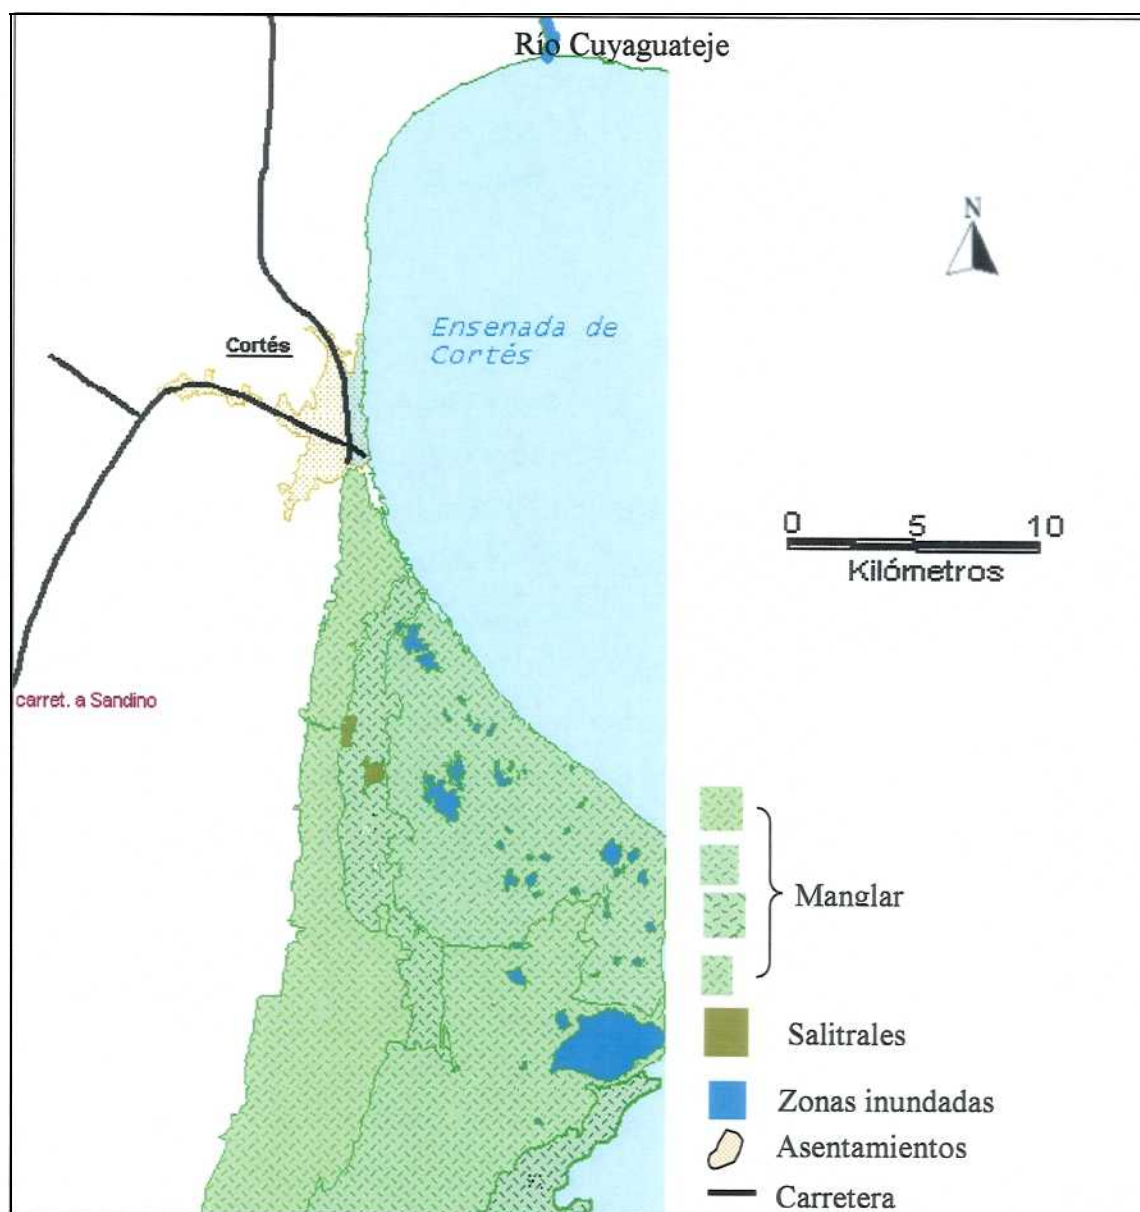 Río Cuyaguateje
N
Ensenada de
Cortés
Cortés
0 5 10
Kilómetros
carret. a Sandino
Manglar
Salitrales
Zonas inundadas
Asentamientos
Carretera